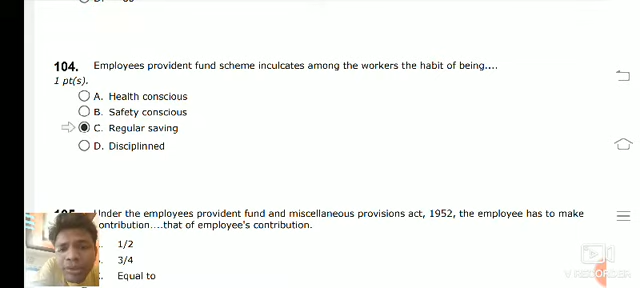 104. Employees provident fund scheme inculcates among the workers the habit of being....
1 pt(s).
A. Health conscious
B. Safety conscious
C. Regular saving
D. Disciplinned
Under the employees provident fund and miscellaneous provisions act, 1952, the employee has to make
ontribution....that of employee's contribution.
1/2
3/4
Equal to
V RECORDER